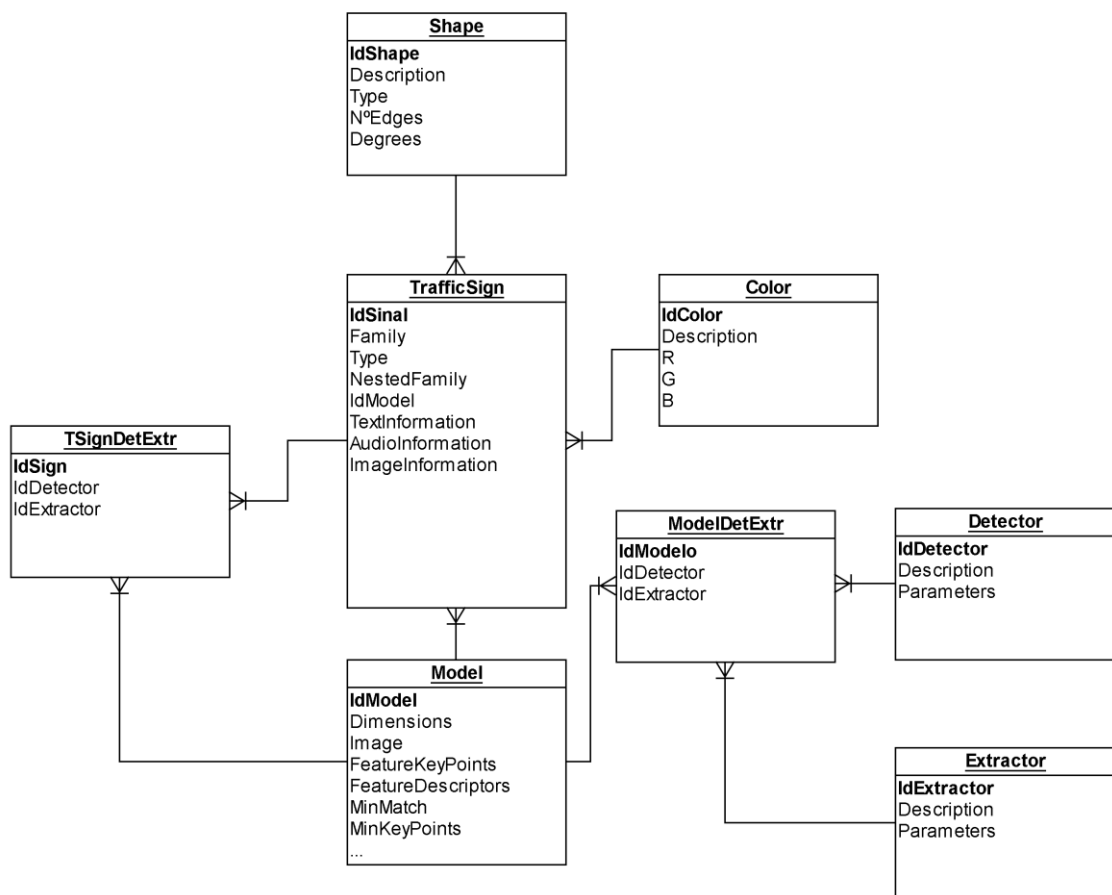 Shape
IdShape
Description
Type
NºEdges
Degrees
TrafficSign
IdSinal
Family
Type
NestedFamily
IdModel
TextInformation
AudioInformation
ImageInformation
Color
IdColor
Description
R
G
B
TSignDetExtr
IdSign
IdDetector
IdExtractor
ModelDetExtr
IdModelo
IdDetector
IdExtractor
Detector
IdDetector
Description
Parameters
Model
IdModel
Dimensions
Image
FeatureKeyPoints
FeatureDescriptors
MinMatch
MinKeyPoints
...
Extractor
IdExtractor
Description
Parameters